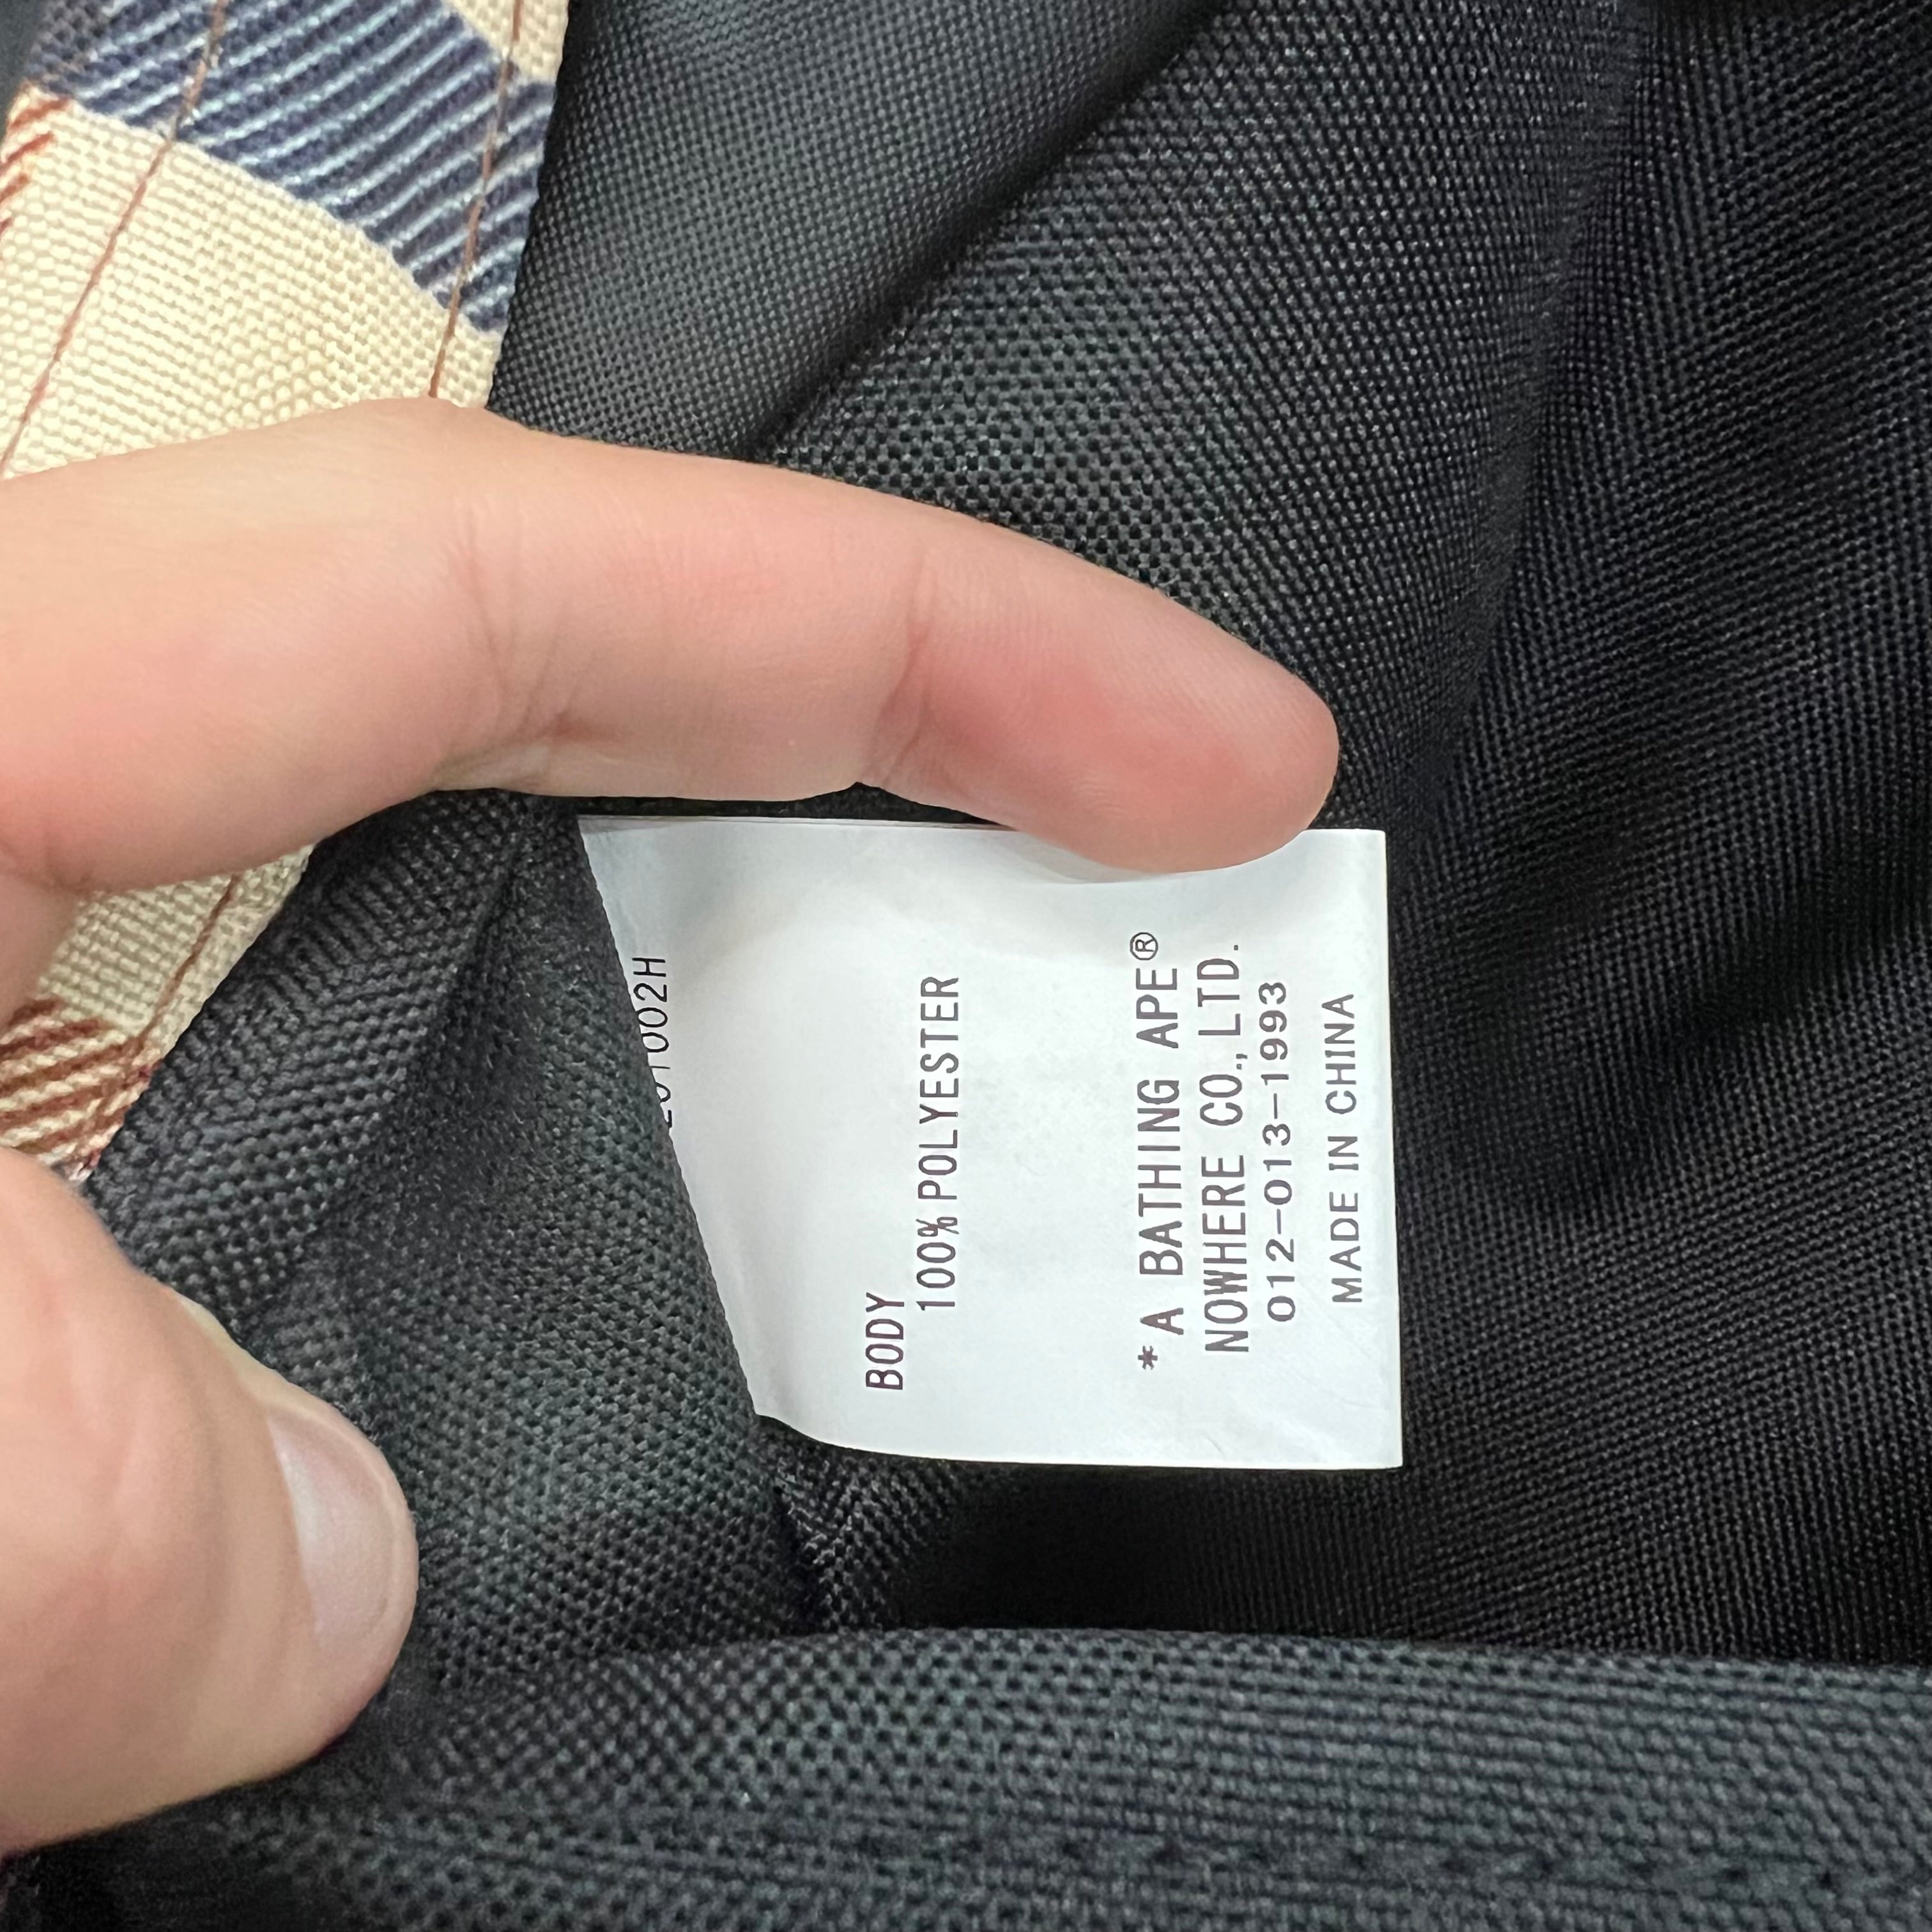 BODY
100% POLYESTER
* A BATHING APE®
NOWHERE CO.,LTD.
012-013-1993
MADE IN CHINA